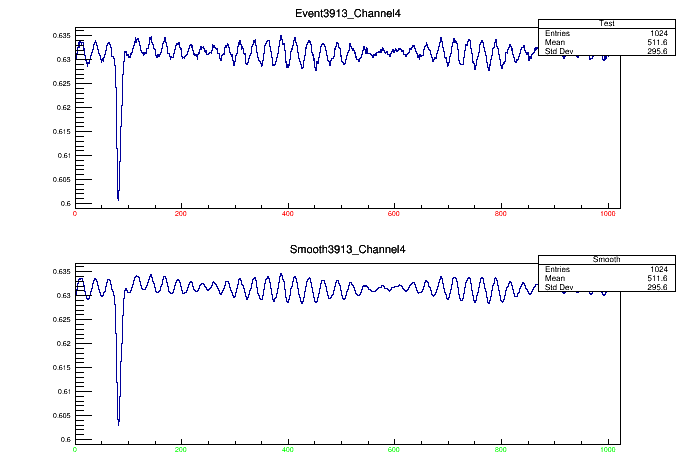 Event3913_Channel4
Test
Entries 1024
Mean 511.6
Std Dev 295.6
0.635
0.63
0.625
0.62
0.615
0.61
0.605
0.6
0 200 400 600 800 1000
Smooth3913_Channel4
Smooth
Entries 1024
Mean 511.6
Std Dev 295.6
0.635
0.63
0.625
0.62
0.615
0.61
0.605
0.6
0 200 400 600 800 1000